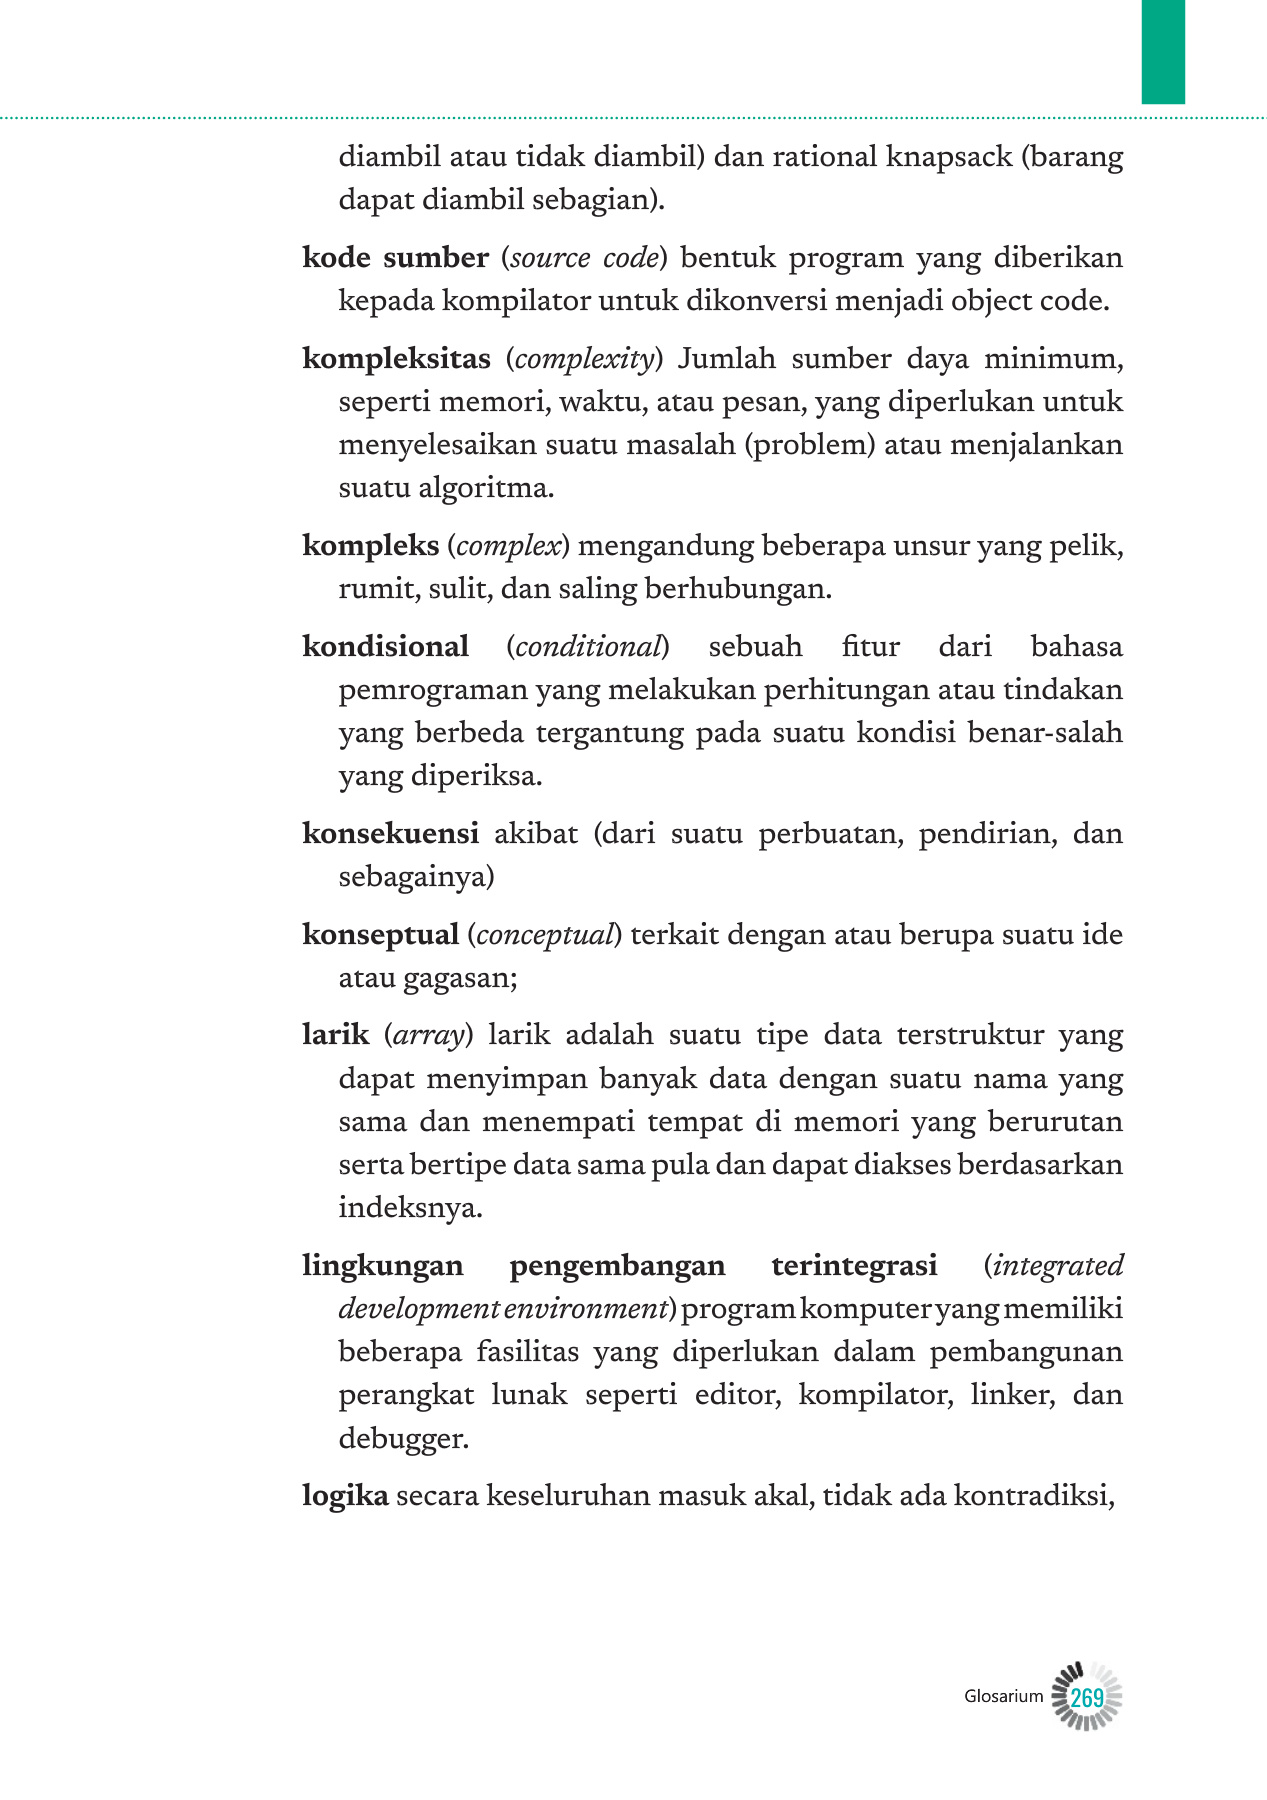 diambil atau tidak diambil) dan rational knapsack (barang
dapat diambil sebagian).
kode sumber (source code) bentuk program yang diberikan
kepada kompilator untuk dikonversi menjadi object code.
kompleksitas (complexity) Jumlah sumber daya minimum,
seperti memori, waktu, atau pesan, yang diperlukan untuk
menyelesaikan suatu masalah (problem) atau menjalankan
suatu algoritma.
kompleks (complex) mengandung beberapa unsur yang pelik,
rumit, sulit, dan saling berhubungan.
kondisional (conditional) sebuah fitur dari bahasa
pemrograman yang melakukan perhitungan atau tindakan
yang berbeda tergantung pada suatu kondisi benar-salah
yang diperiksa.
konsekuensi akibat (dari suatu perbuatan, pendirian, dan
sebagainya)
konseptual (conceptual) terkait dengan atau berupa suatu ide
atau gagasan;
larik (array) larik adalah suatu tipe data terstruktur yang
dapat menyimpan banyak data dengan suatu nama yang
sama dan menempati tempat di memori yang berurutan
serta bertipe data sama pula dan dapat diakses berdasarkan
indeksnya.
lingkungan pengembangan terintegrasi (integrated
development environment) program komputer yang memiliki
beberapa fasilitas yang diperlukan dalam pembangunan
perangkat lunak seperti editor, kompilator, linker, dan
debugger.
logika secara keseluruhan masuk akal, tidak ada kontradiksi,
Glosarium 269